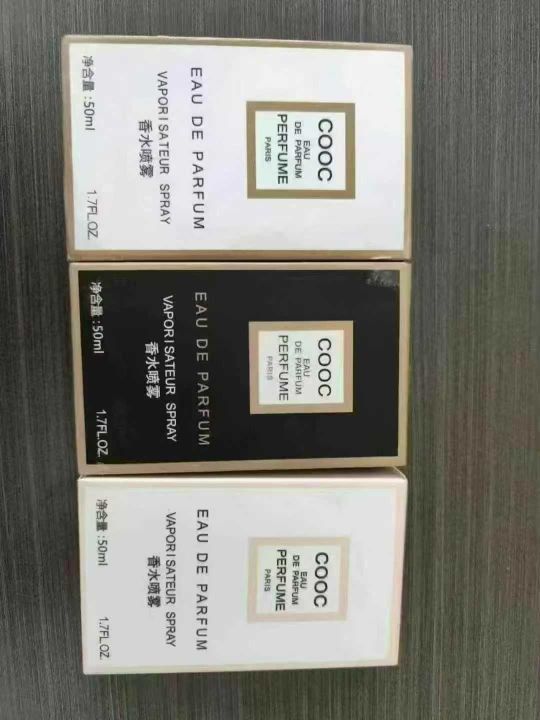 COOC
EAU
DE PARFUM
PERFUME
PARIS
EAU DE PARFUM
VAPORISATEUR SPRAY
香水喷雾
净含量:50ml
1.7FL.OZ.
COOC
EAU
DE PARFUM
PERFUME
PARIS
EAU DE PARFUM
VAPORISATEUR SPRAY
香水喷雾
净含量:50ml
1.7FL.OZ.
COOC
EAU
DE PARFUM
PERFUME
PARIS
EAU DE PARFUM
VAPORISATEUR SPRAY
香水喷雾
净含量:50ml
1.7FL.OZ.